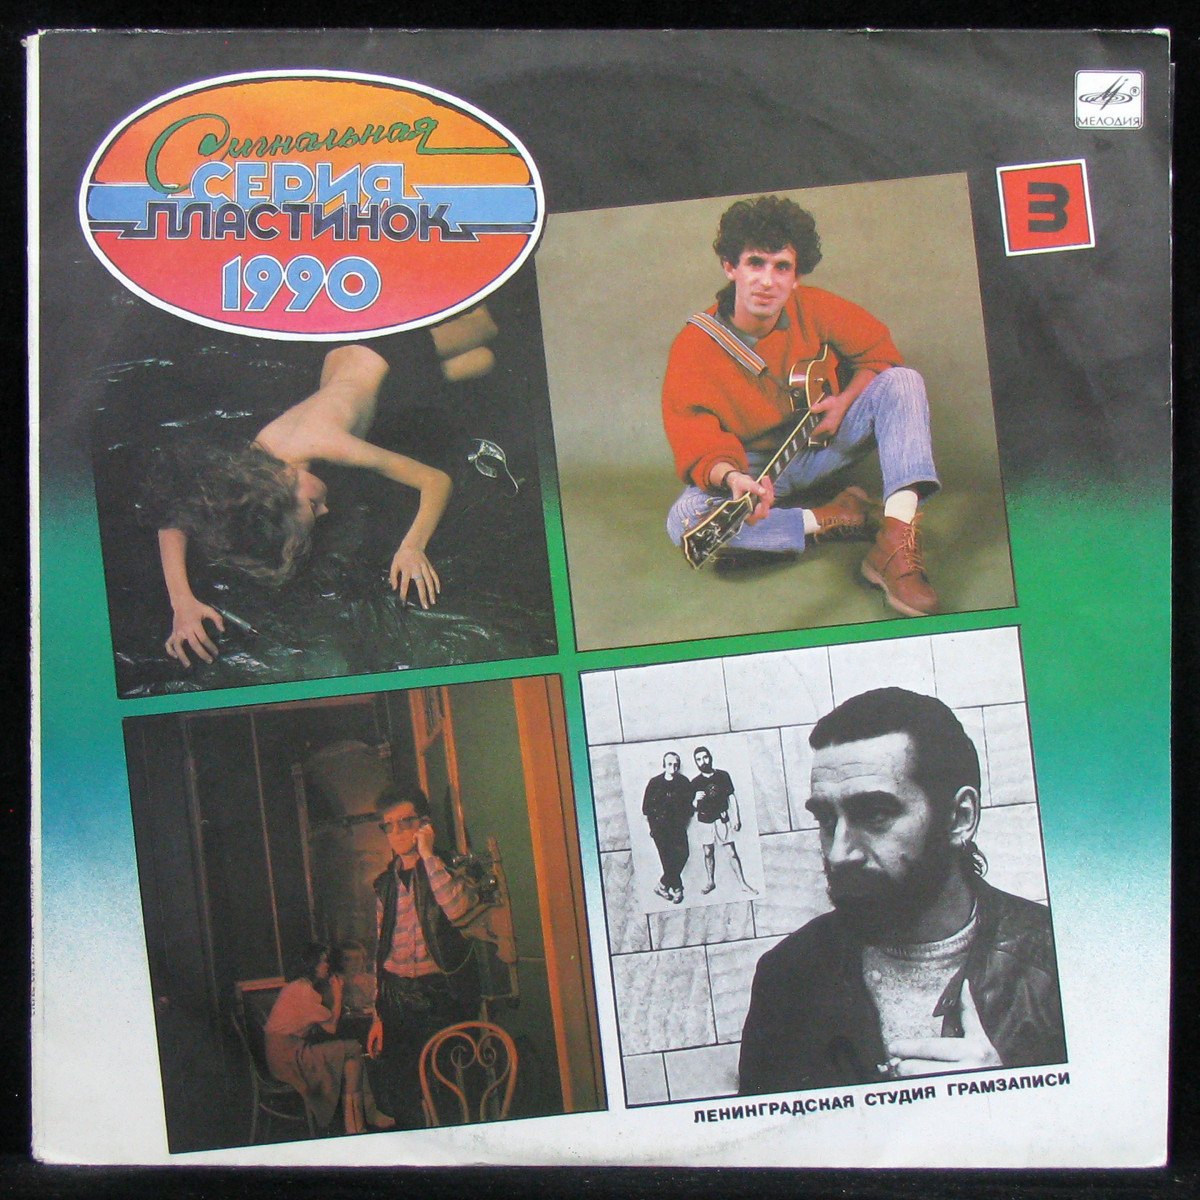 Сигнальная
СЕРИЯ
ПЛАСТИНОК
1990
МЕЛОДИЯ
®
3
ЛЕНИНГРАДСКАЯ СТУДИЯ ГРАМЗАПИСИ